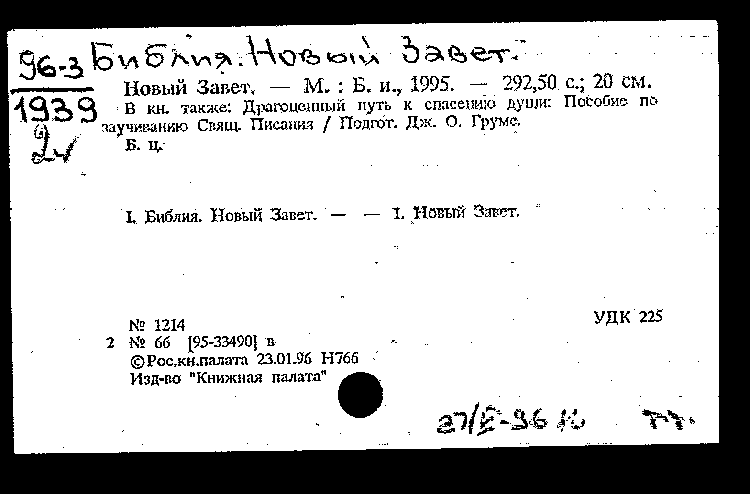 96-3 Библия. Новый Завет.
1939
Новый Завет. — М. : Б. и., 1995. — 292,50 с.; 20 см.
В кн. также: Драгоценный путь к спасению души: Пособие по
заучиванию Свящ. Писания / Подгот. Дж. О. Грумс.
Б. ц.
I. Библия. Новый Завет. — — 1. Новый Завет.
№ 1214
УДК 225
2 № 66 [95-33490] в
©Рос.кн.палата 23.01.96 Н766
Изд-во "Книжная палата"